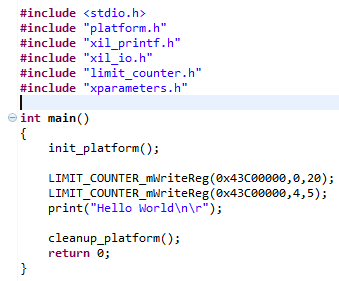 #include <stdio.h>
#include "platform.h"
#include "xil_printf.h"
#include "xil_io.h"
#include "limit_counter.h"
#include "xparameters.h"
int main()
{
    init_platform();
    LIMIT_COUNTER_mWriteReg(0x43C00000,0,20);
    LIMIT_COUNTER_mWriteReg(0x43C00000,4,5);
    print("Hello World\n\r");
    cleanup_platform();
    return 0;
}